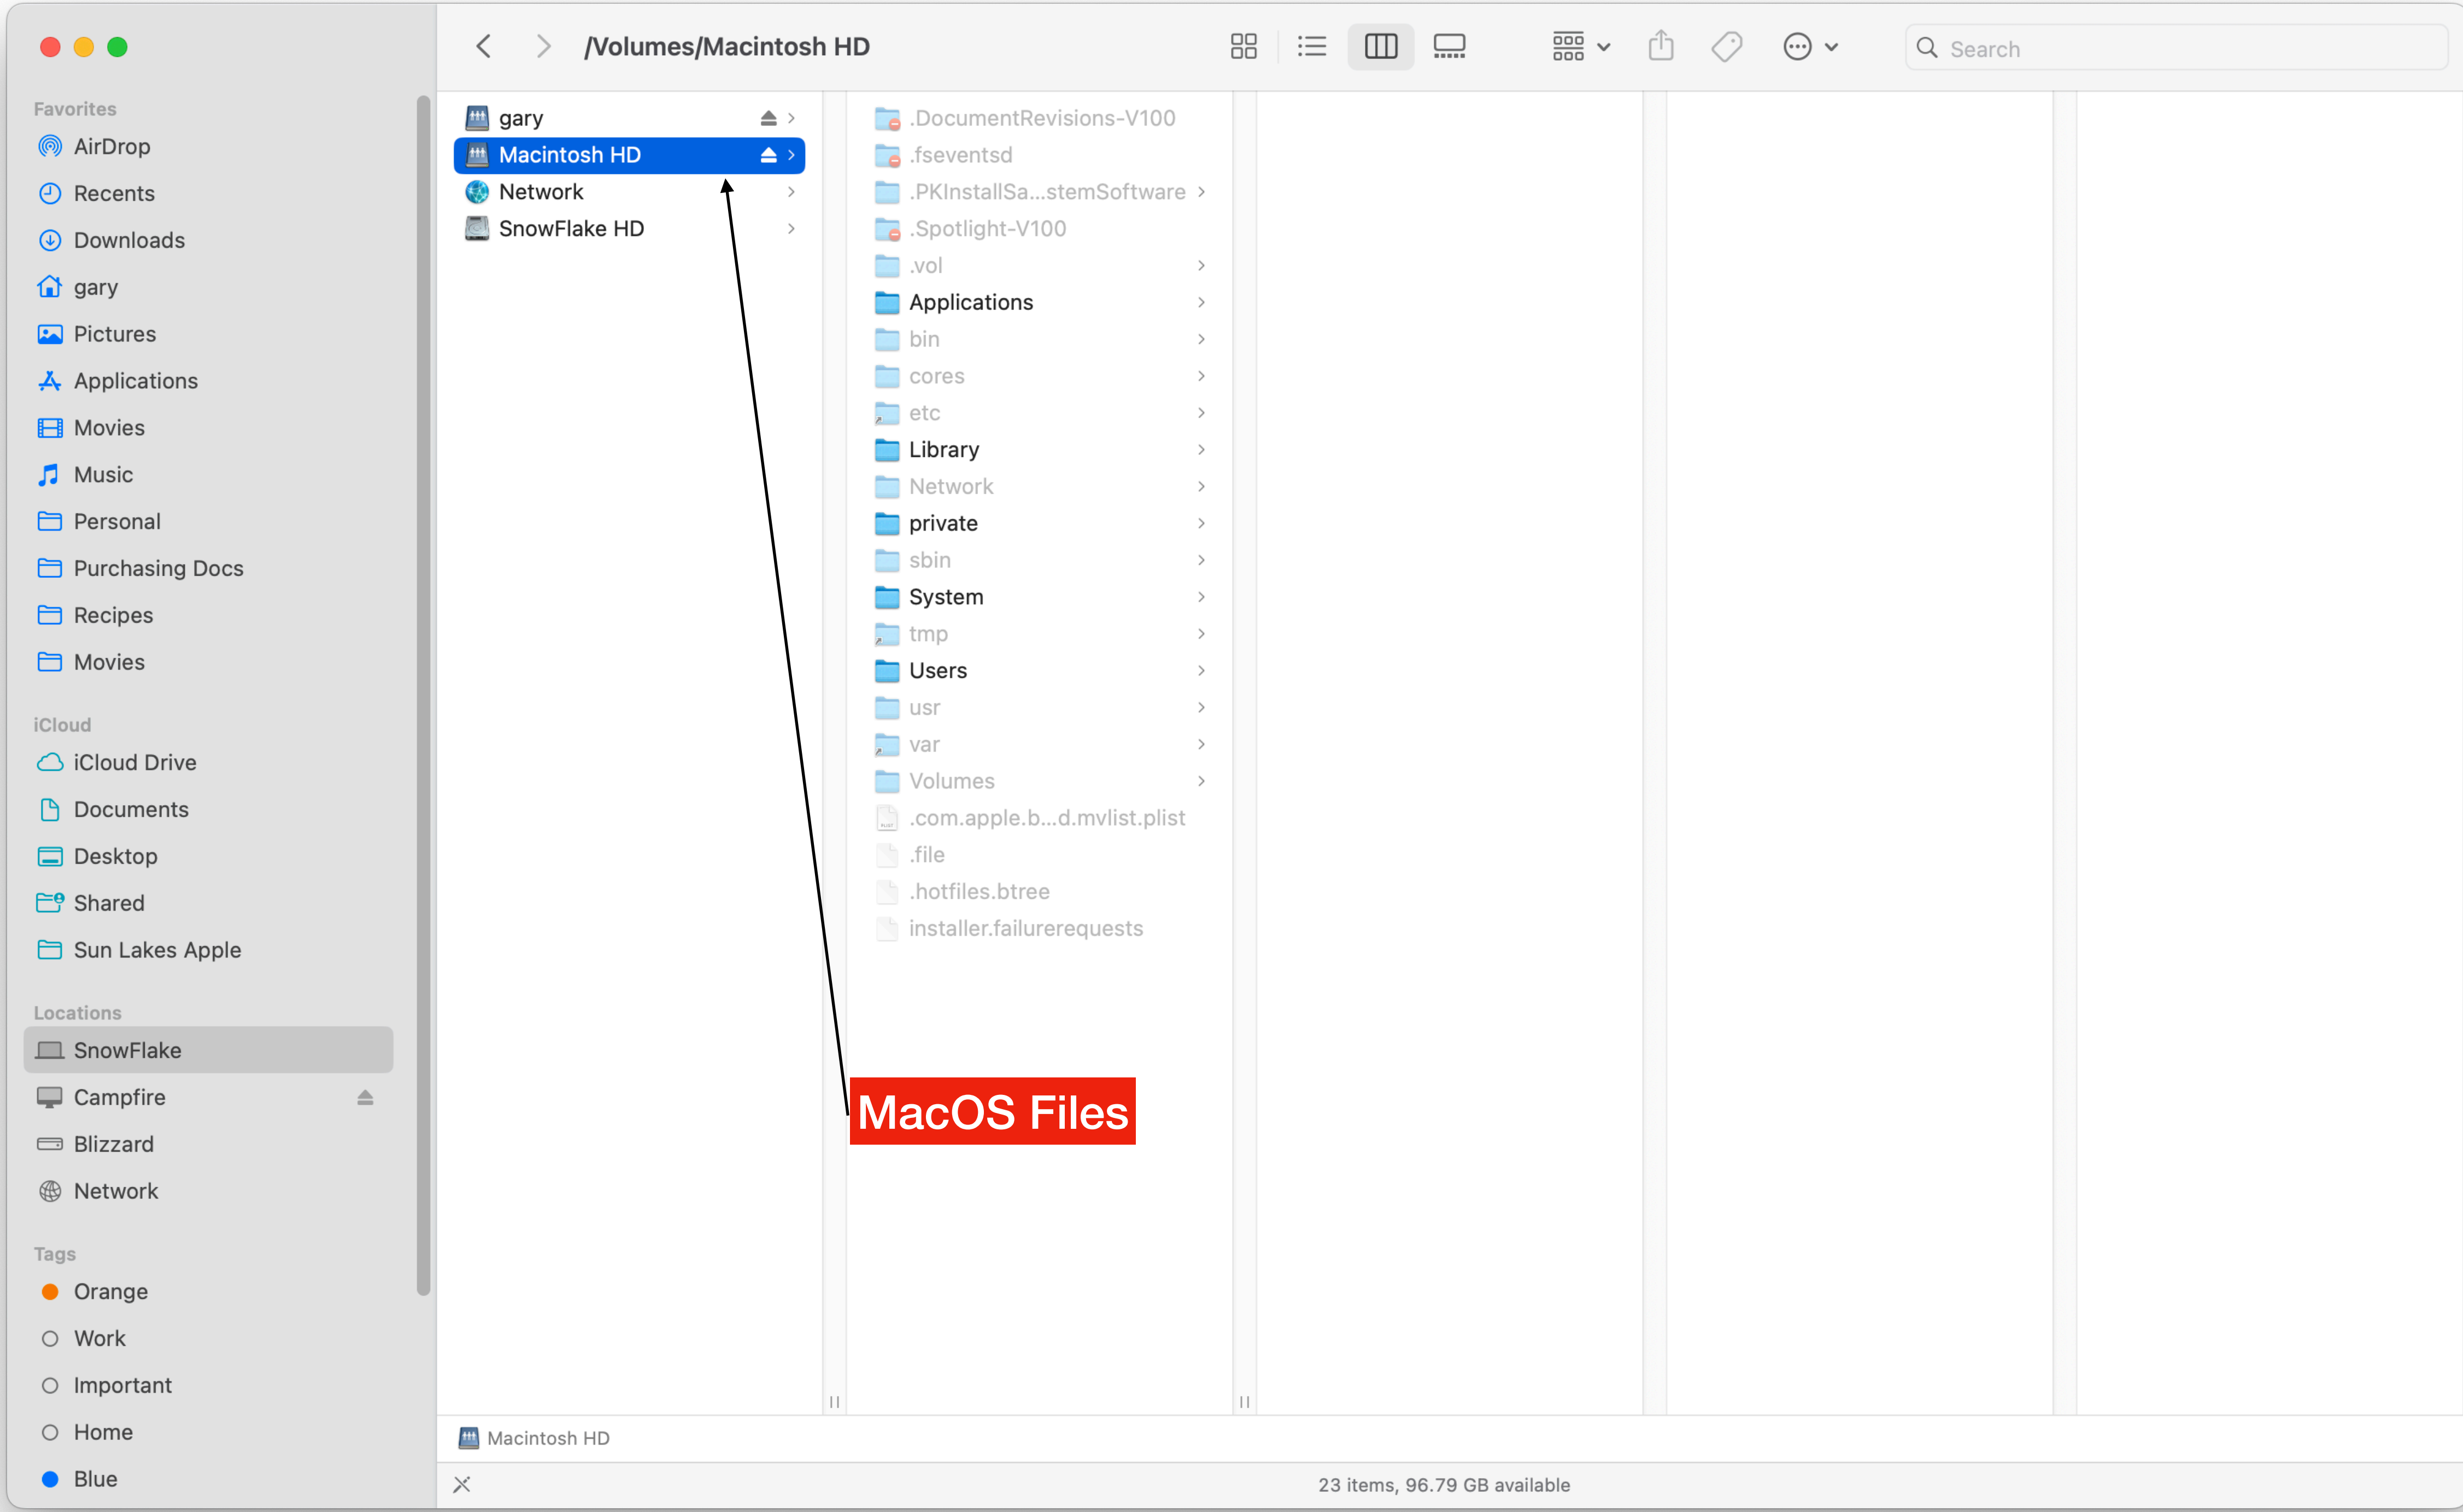 /Volumes/Macintosh HD
Search
Favorites
AirDrop
Recents
Downloads
gary
Pictures
Applications
Movies
Music
Personal
Purchasing Docs
Recipes
Movies
iCloud
iCloud Drive
Documents
Desktop
Shared
Sun Lakes Apple
Locations
SnowFlake
Campfire
Blizzard
Network
Tags
Orange
Work
Important
Home
Blue
gary
Macintosh HD
Network
SnowFlake HD
.DocumentRevisions-V100
.fseventsd
.PKInstallSa...stemSoftware
.Spotlight-V100
.vol
Applications
bin
cores
etc
Library
Network
private
sbin
System
tmp
Users
usr
var
Volumes
.com.apple.b...d.mvlist.plist
.file
.hotfiles.btree
installer.failurerequests
MacOS Files
Macintosh HD
23 items, 96.79 GB available